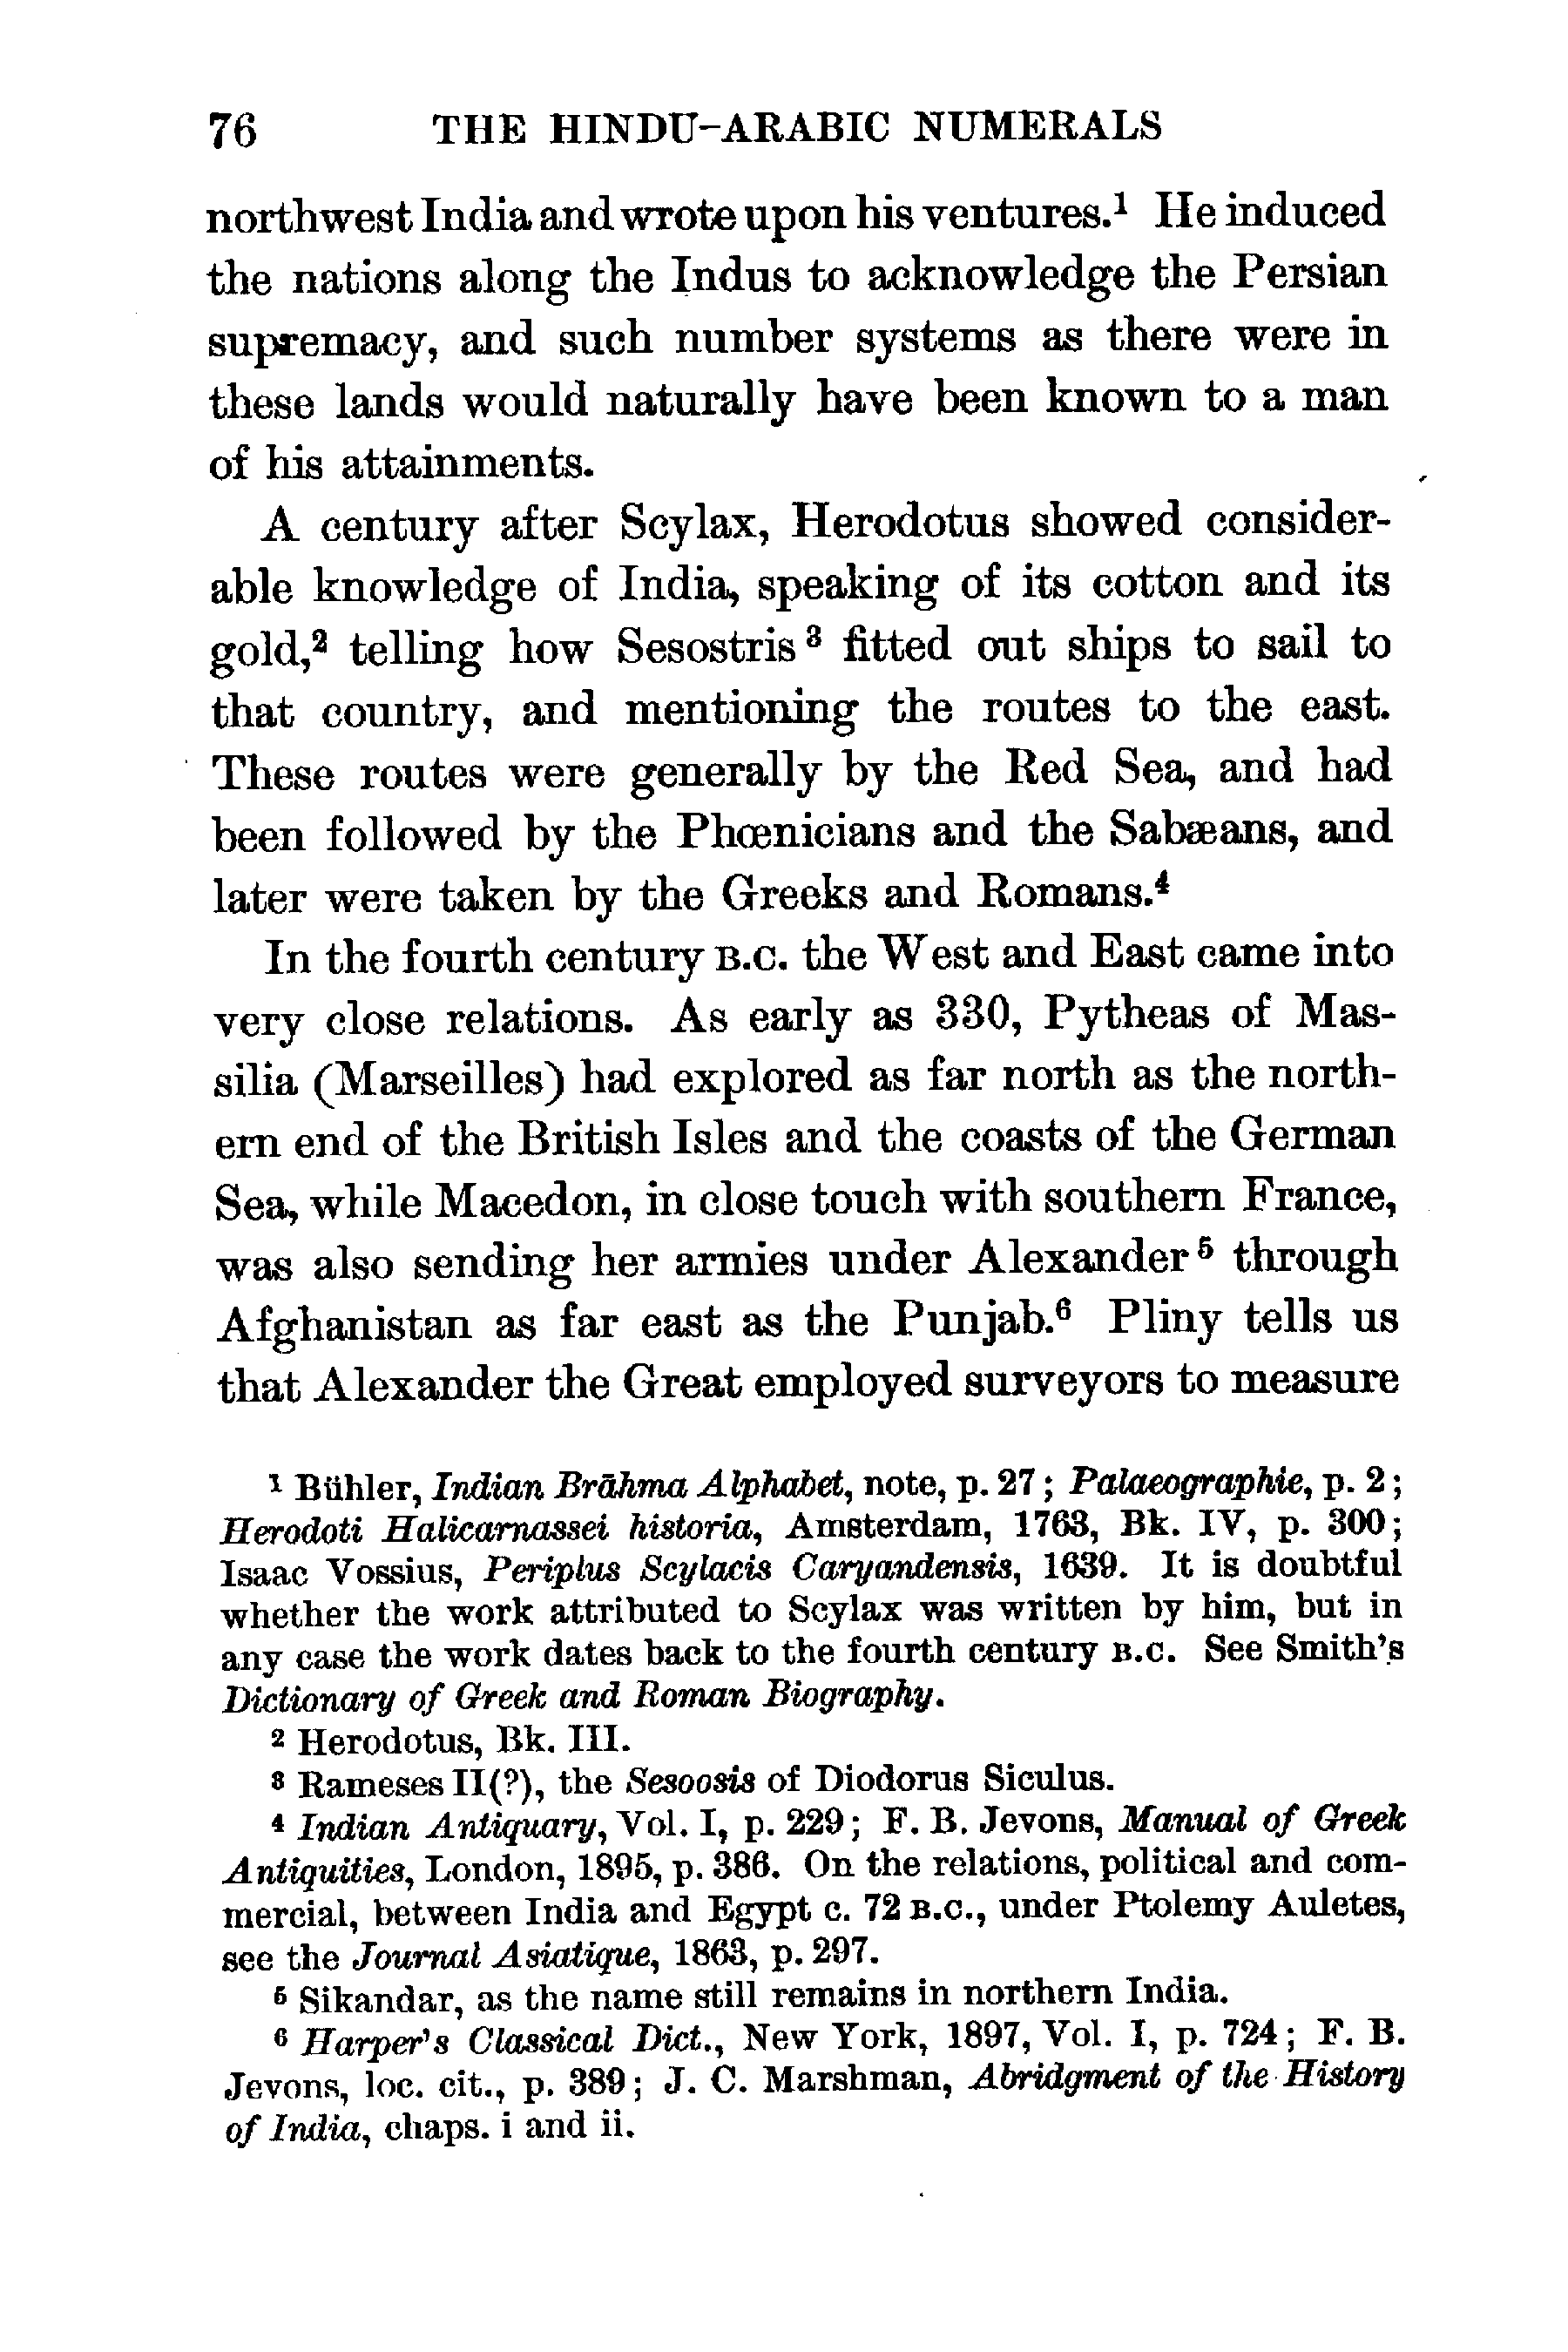 76 THE HINDU-ARABIC NUMERALS
northwest India and wrote upon his ventures.¹ He induced
the nations along the Indus to acknowledge the Persian
supremacy, and such number systems as there were in
these lands would naturally have been known to a man
of his attainments.
A century after Scylax, Herodotus showed consider-
able knowledge of India, speaking of its cotton and its
gold,² telling how Sesostris³ fitted out ships to sail to
that country, and mentioning the routes to the east.
These routes were generally by the Red Sea, and had
been followed by the Phœnicians and the Sabæans, and
later were taken by the Greeks and Romans.⁴
In the fourth century B.C. the West and East came into
very close relations. As early as 330, Pytheas of Mas-
silia (Marseilles) had explored as far north as the north-
ern end of the British Isles and the coasts of the German
Sea, while Macedon, in close touch with southern France,
was also sending her armies under Alexander⁵ through
Afghanistan as far east as the Punjab.⁶ Pliny tells us
that Alexander the Great employed surveyors to measure
¹ Bühler, Indian Brāhma Alphabet, note, p. 27; Palaeographie, p. 2;
Herodoti Halicarnassei historia, Amsterdam, 1763, Bk. IV, p. 300;
Isaac Vossius, Periplus Scylacis Caryandensis, 1639. It is doubtful
whether the work attributed to Scylax was written by him, but in
any case the work dates back to the fourth century B.C. See Smith's
Dictionary of Greek and Roman Biography.
² Herodotus, Bk. III.
³ Rameses II(?), the Sesoosis of Diodorus Siculus.
⁴ Indian Antiquary, Vol. I, p. 229; F. B. Jevons, Manual of Greek
Antiquities, London, 1895, p. 386. On the relations, political and com-
mercial, between India and Egypt c. 72 B.C., under Ptolemy Auletes,
see the Journal Asiatique, 1863, p. 297.
⁵ Sikandar, as the name still remains in northern India.
⁶ Harper's Classical Dict., New York, 1897, Vol. I, p. 724; F. B.
Jevons, loc. cit., p. 389; J. C. Marshman, Abridgment of the History
of India, chaps. i and ii.